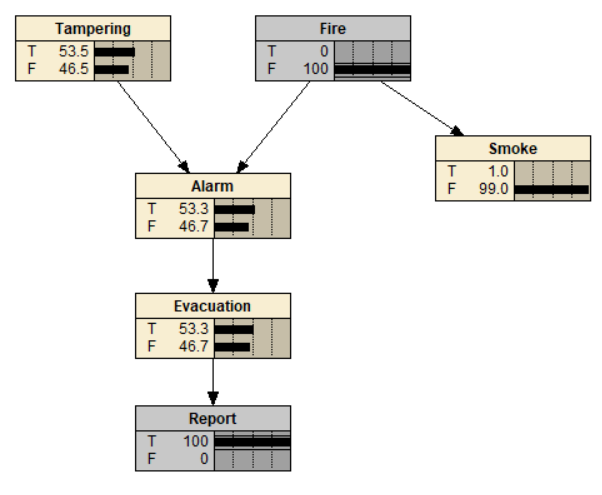 Tampering
T 53.5
F 46.5
Fire
T 0
F 100
Smoke
T 1.0
F 99.0
Alarm
T 53.3
F 46.7
Evacuation
T 53.3
F 46.7
Report
T 100
F 0